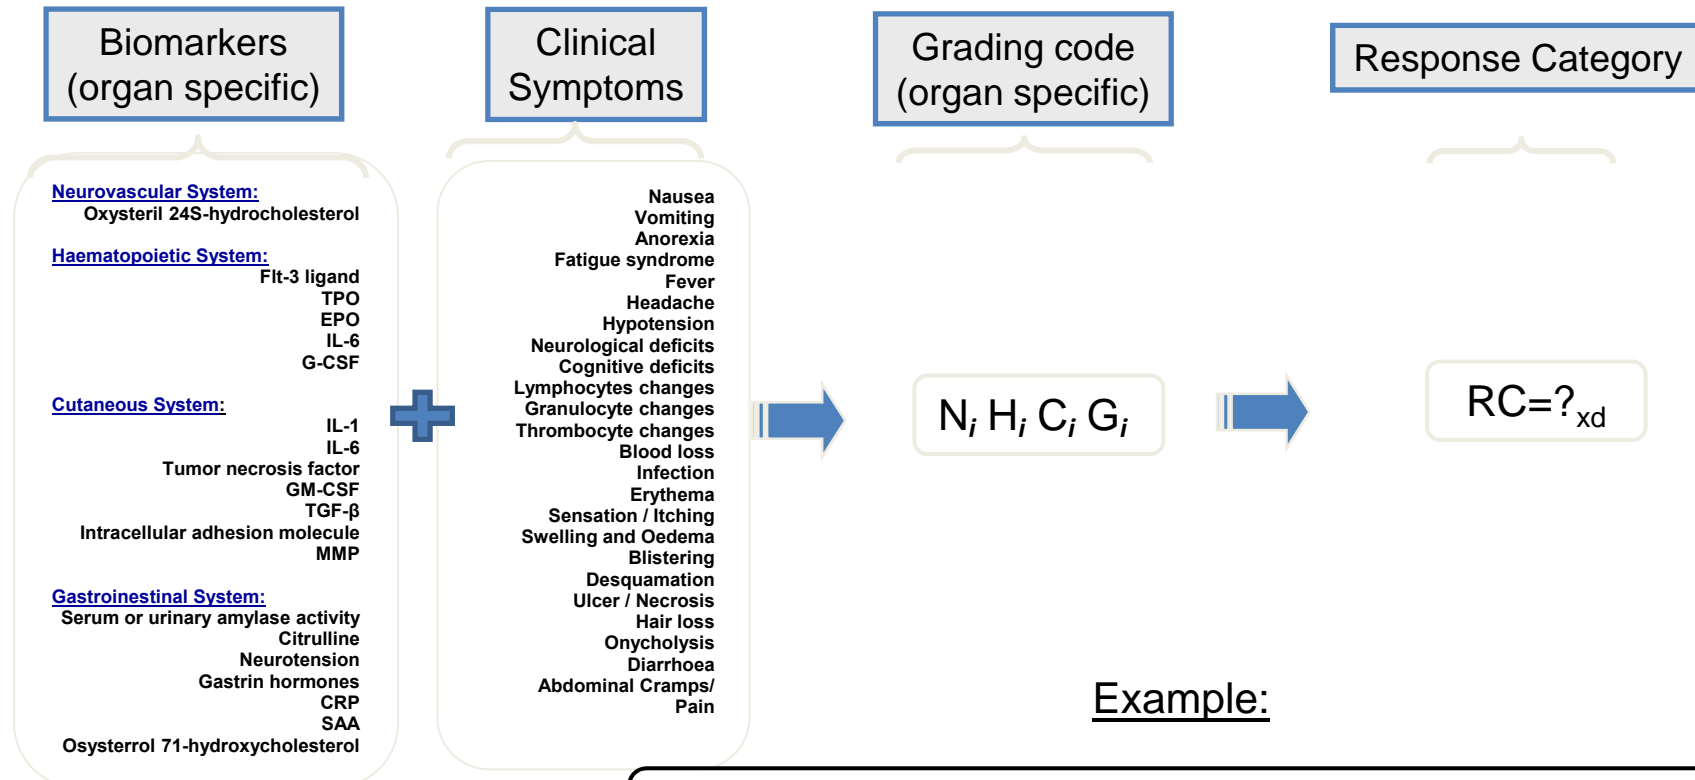 Biomarkers
(organ specific)
Clinical
Symptoms
Grading code
(organ specific)
Response Category
Neurovascular System:
Oxysteril 24S-hydrocholesterol
Haematopoietic System:
Flt-3 ligand
TPO
EPO
IL-6
G-CSF
Cutaneous System:
IL-1
IL-6
Tumor necrosis factor
GM-CSF
TGF-β
Intracellular adhesion molecule
MMP
Gastroinestinal System:
Serum or urinary amylase activity
Citrulline
Neurotension
Gastrin hormones
CRP
SAA
Osysterrol 71-hydroxycholesterol
Nausea
Vomiting
Anorexia
Fatigue syndrome
Fever
Headache
Hypotension
Neurological deficits
Cognitive deficits
Lymphocytes changes
Granulocyte changes
Thrombocyte changes
Blood loss
Infection
Erythema
Sensation / Itching
Swelling and Oedema
Blistering
Desquamation
Ulcer / Necrosis
Hair loss
Onycholysis
Diarrhoea
Abdominal Cramps/
Pain
Ni Hi Ci Gi
RC=?xd
Example: